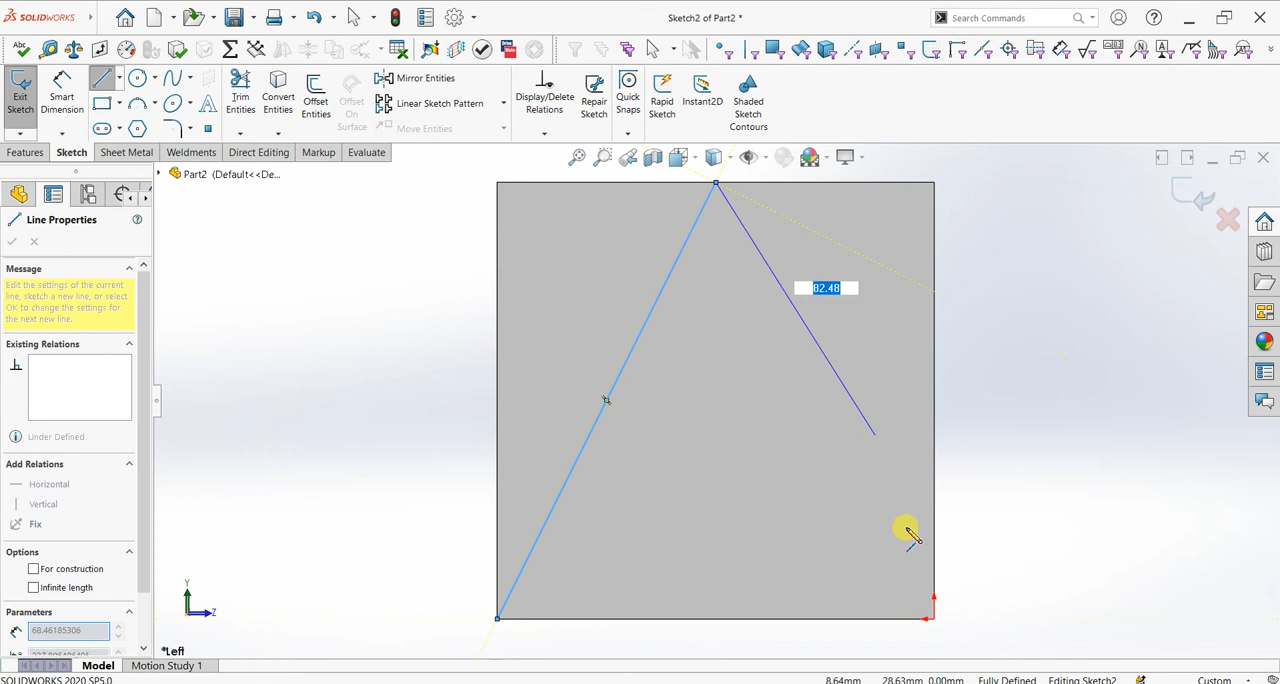 SOLIDWORKS
Sketch2 of Part2 *
Search Commands
Exit Sketch
Smart Dimension
Trim Entities
Convert Entities
Offset Entities
Offset On Surface
Mirror Entities
Linear Sketch Pattern
Move Entities
Display/Delete Relations
Repair Sketch
Quick Snaps
Rapid Sketch
Instant2D
Shaded Sketch Contours
Features
Sketch
Sheet Metal
Weldments
Direct Editing
Markup
Evaluate
Part2 (Default<<De...
Line Properties
Message
Edit the settings of the current
line, sketch a new line, or select
OK to change the settings for
the next new line.
Existing Relations
Under Defined
Add Relations
Horizontal
Vertical
Fix
Options
For construction
Infinite length
Parameters
68.46185306
82.48
Y
Z
*Left
Model
Motion Study 1
SOLIDWORKS 2020 SP5.0
8.64mm
28.63mm 0.00mm
Fully Defined
Editing Sketch2
Custom